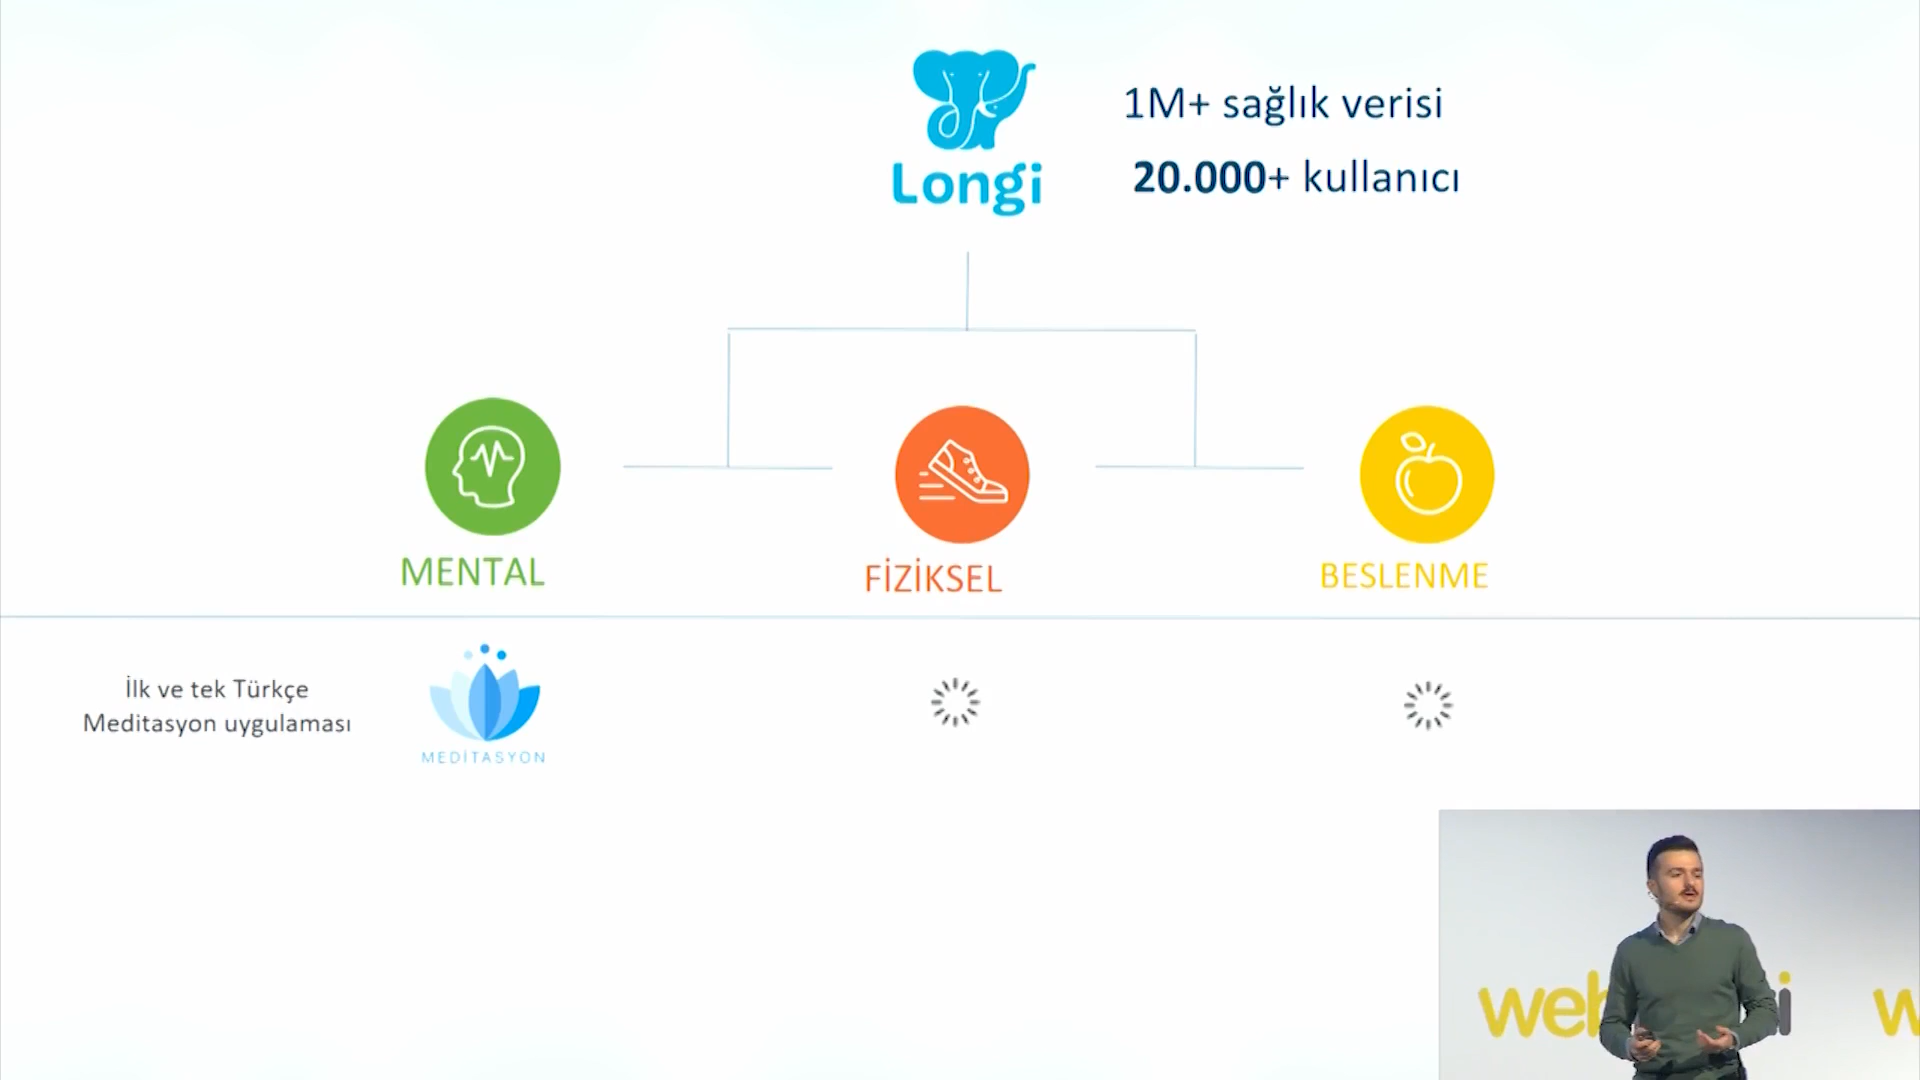 Longi
1M+ sağlık verisi
20.000+ kullanıcı
MENTAL
FİZİKSEL
BESLENME
İlk ve tek Türkçe
Meditasyon uygulaması
MEDİTASYON